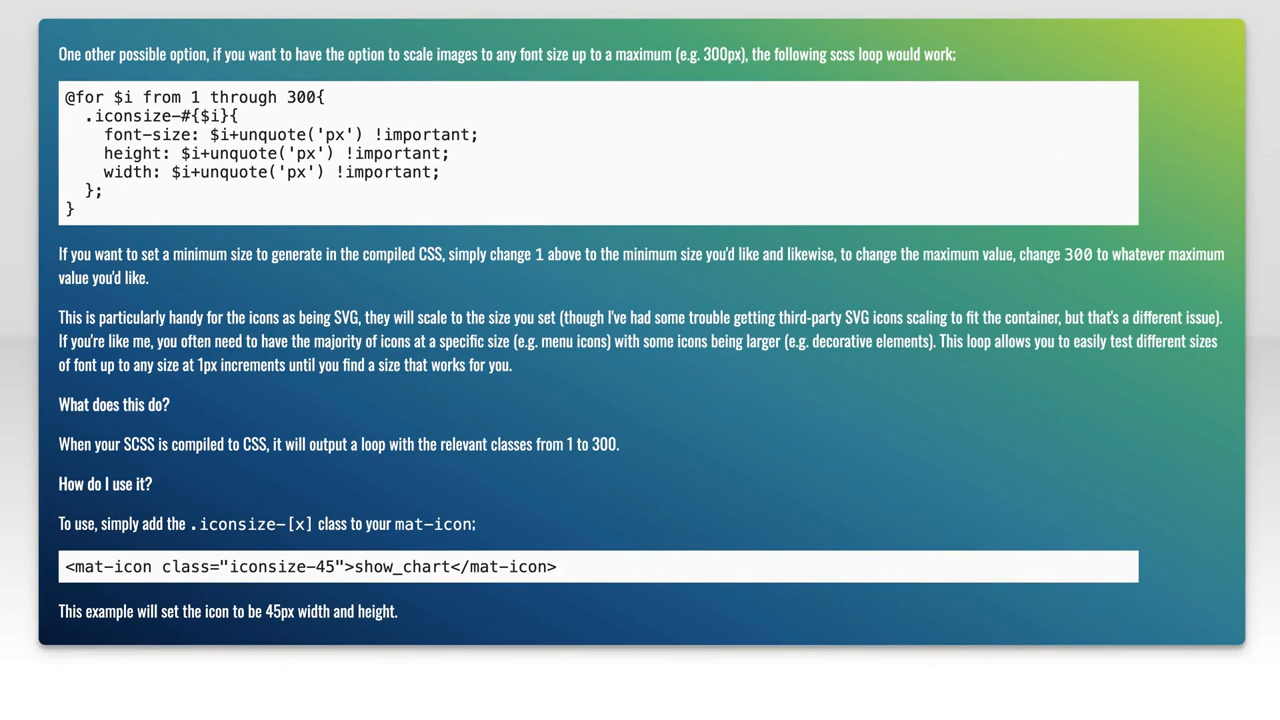 One other possible option, if you want to have the option to scale images to any font size up to a maximum (e.g. 300px), the following scss loop would work;
@for $i from 1 through 300{
  .iconsize-#{$i}{
    font-size: $i+unquote('px') !important;
    height: $i+unquote('px') !important;
    width: $i+unquote('px') !important;
  };
}
If you want to set a minimum size to generate in the compiled CSS, simply change 1 above to the minimum size you'd like and likewise, to change the maximum value, change 300 to whatever maximum
value you'd like.
This is particularly handy for the icons as being SVG, they will scale to the size you set (though I've had some trouble getting third-party SVG icons scaling to fit the container, but that's a different issue).
If you're like me, you often need to have the majority of icons at a specific size (e.g. menu icons) with some icons being larger (e.g. decorative elements). This loop allows you to easily test different sizes
of font up to any size at 1px increments until you find a size that works for you.
What does this do?
When your SCSS is compiled to CSS, it will output a loop with the relevant classes from 1 to 300.
How do I use it?
To use, simply add the .iconsize-[x] class to your mat-icon;
<mat-icon class="iconsize-45">show_chart</mat-icon>
This example will set the icon to be 45px width and height.